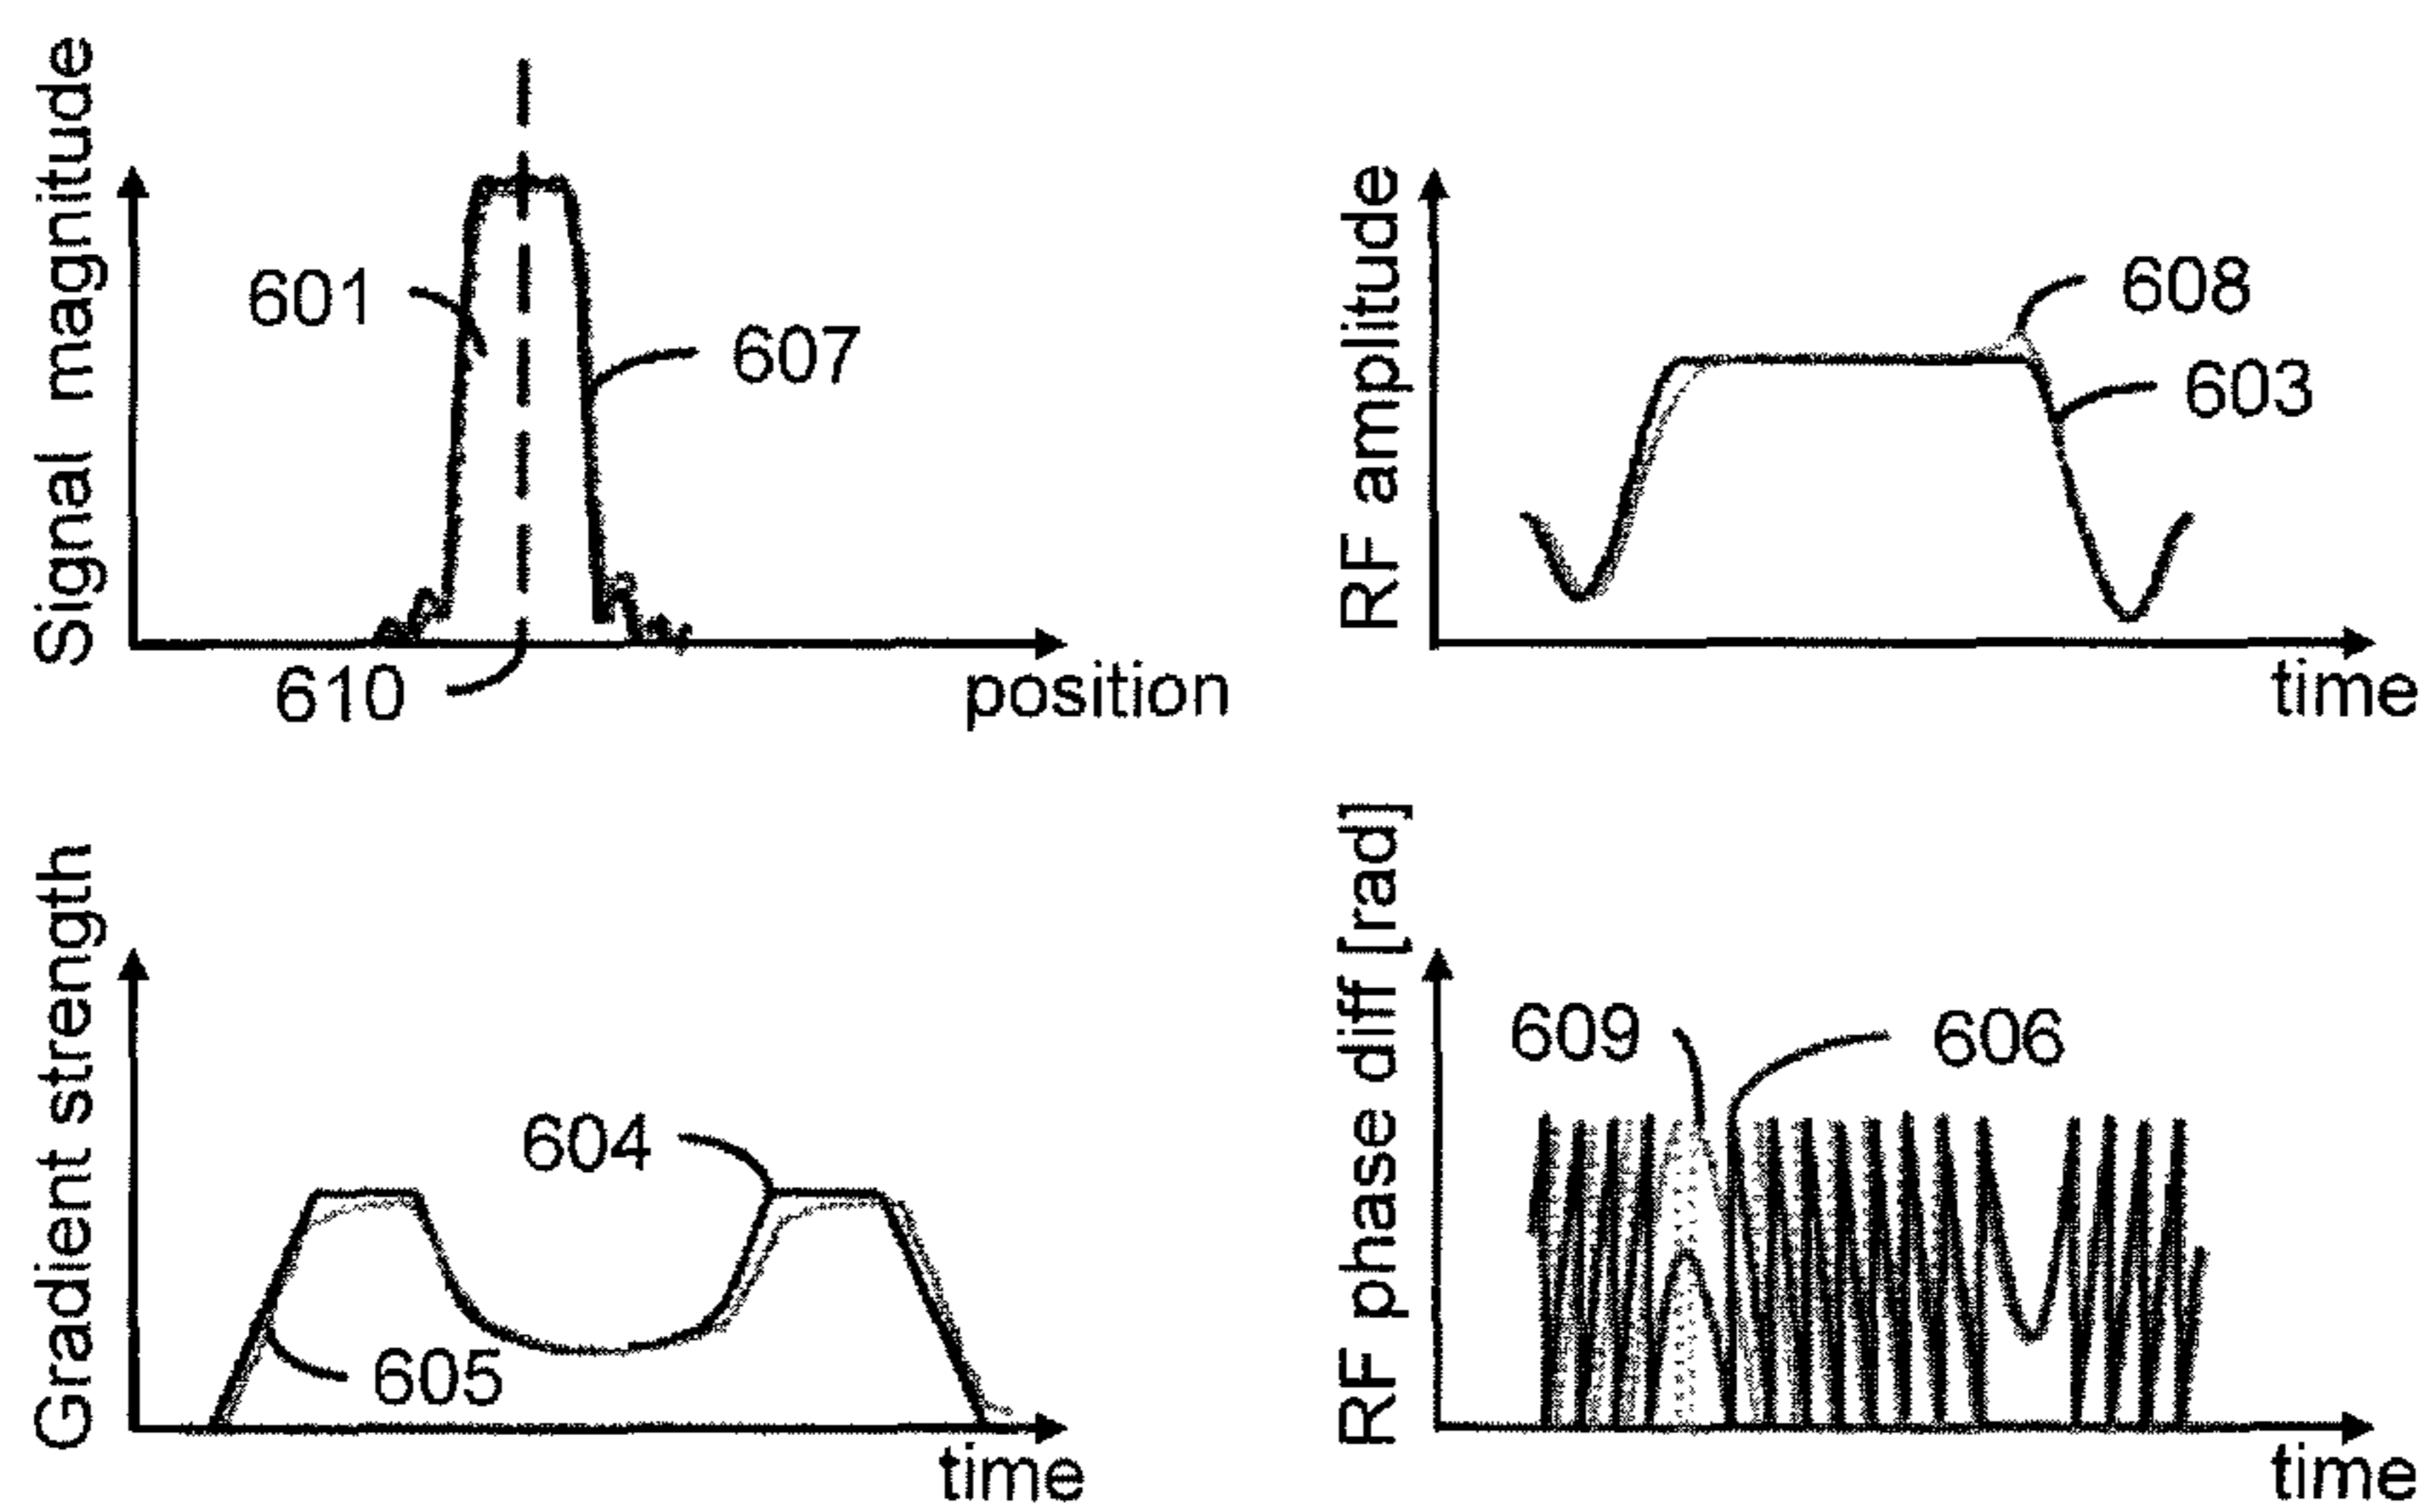 Signal magnitude
601
607
610
position
RF amplitude
608
603
time
Gradient strength
604
605
time
RF phase diff [rad]
609
606
time